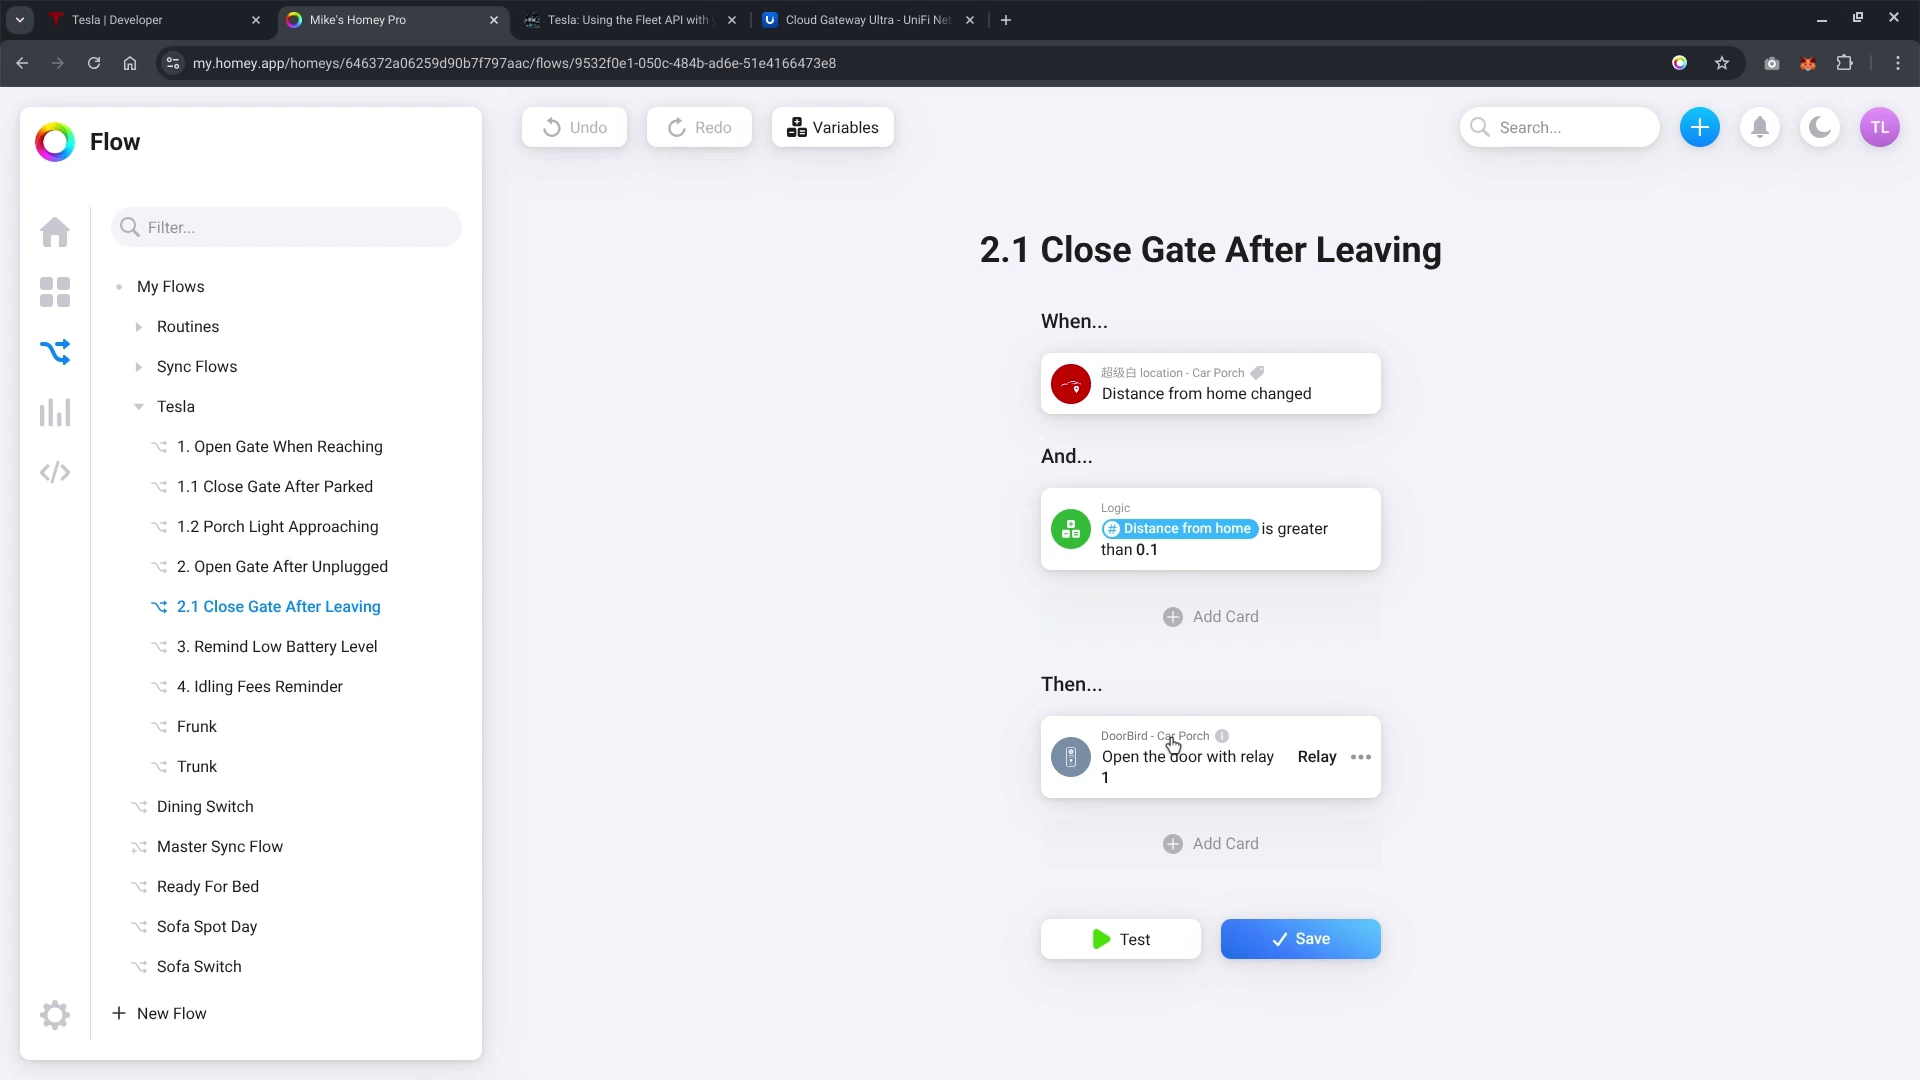 Tesla | Developer
Mike's Homey Pro
Tesla: Using the Fleet API with
Cloud Gateway Ultra - UniFi Net
my.homey.app/homeys/646372a06259d90b7f797aac/flows/9532f0e1-050c-484b-ad6e-51e4166473e8
Flow
Undo
Redo
Variables
Search...
TL
Filter...
My Flows
Routines
Sync Flows
Tesla
1. Open Gate When Reaching
1.1 Close Gate After Parked
1.2 Porch Light Approaching
2. Open Gate After Unplugged
2.1 Close Gate After Leaving
3. Remind Low Battery Level
4. Idling Fees Reminder
Frunk
Trunk
Dining Switch
Master Sync Flow
Ready For Bed
Sofa Spot Day
Sofa Switch
New Flow
2.1 Close Gate After Leaving
When...
超级白 location - Car Porch
Distance from home changed
And...
Logic
# Distance from home is greater
than 0.1
Add Card
Then...
DoorBird - Car Porch
Open the door with relay
1
Relay
Add Card
Test
Save